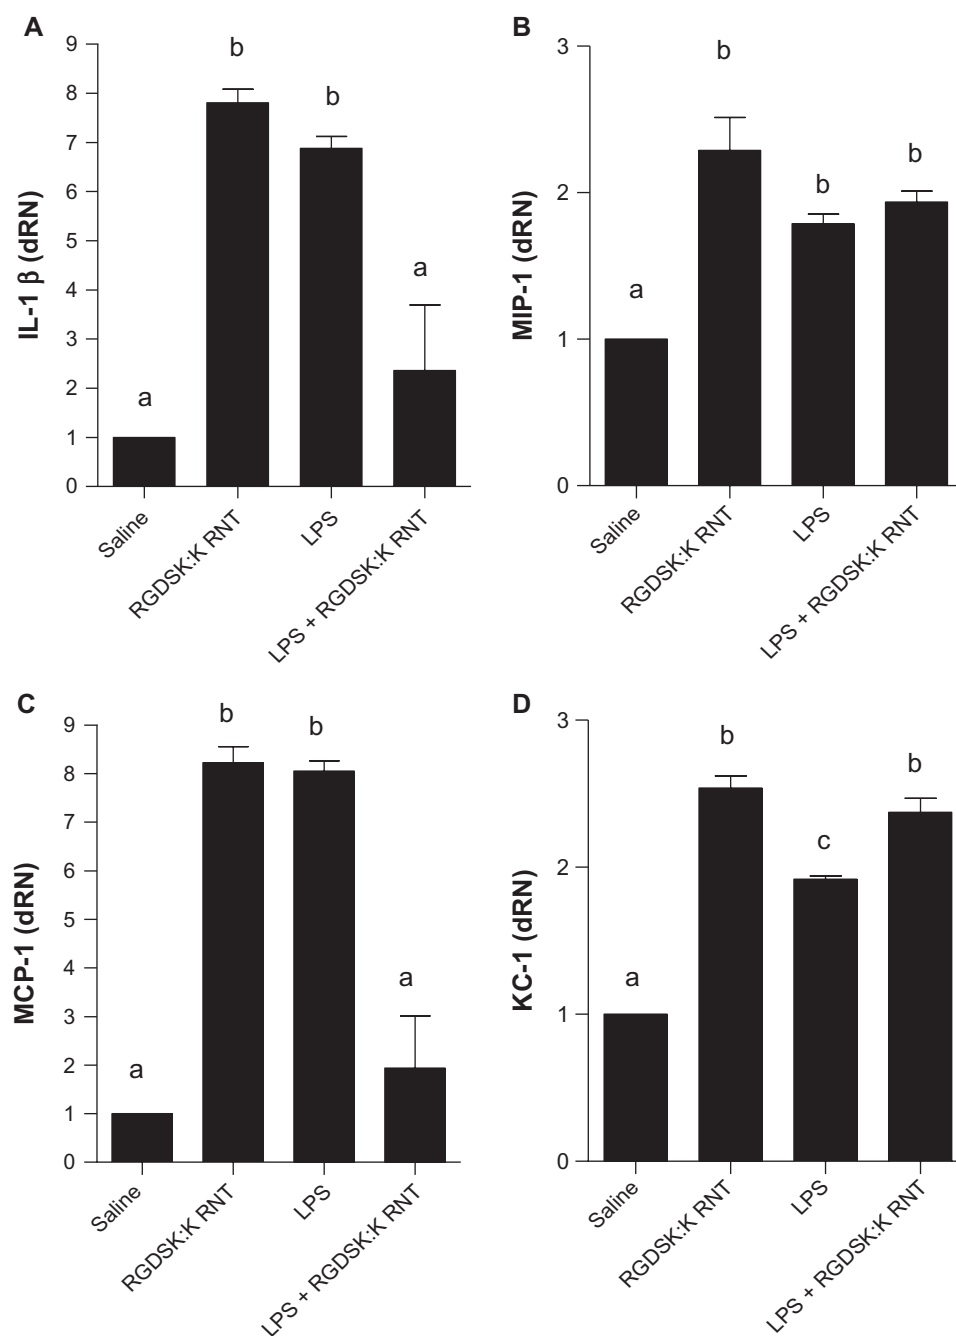 A
IL-1 β (dRN)
9
8
7
6
5
4
3
2
1
0
a
b
b
a
Saline
RGDSK:K RNT
LPS
LPS + RGDSK:K RNT
B
MIP-1 (dRN)
3
2
1
0
a
b
b
b
Saline
RGDSK:K RNT
LPS
LPS + RGDSK:K RNT
C
MCP-1 (dRN)
9
8
7
6
5
4
3
2
1
0
a
b
b
a
Saline
RGDSK:K RNT
LPS
LPS + RGDSK:K RNT
D
KC-1 (dRN)
3
2
1
0
a
b
c
b
Saline
RGDSK:K RNT
LPS
LPS + RGDSK:K RNT